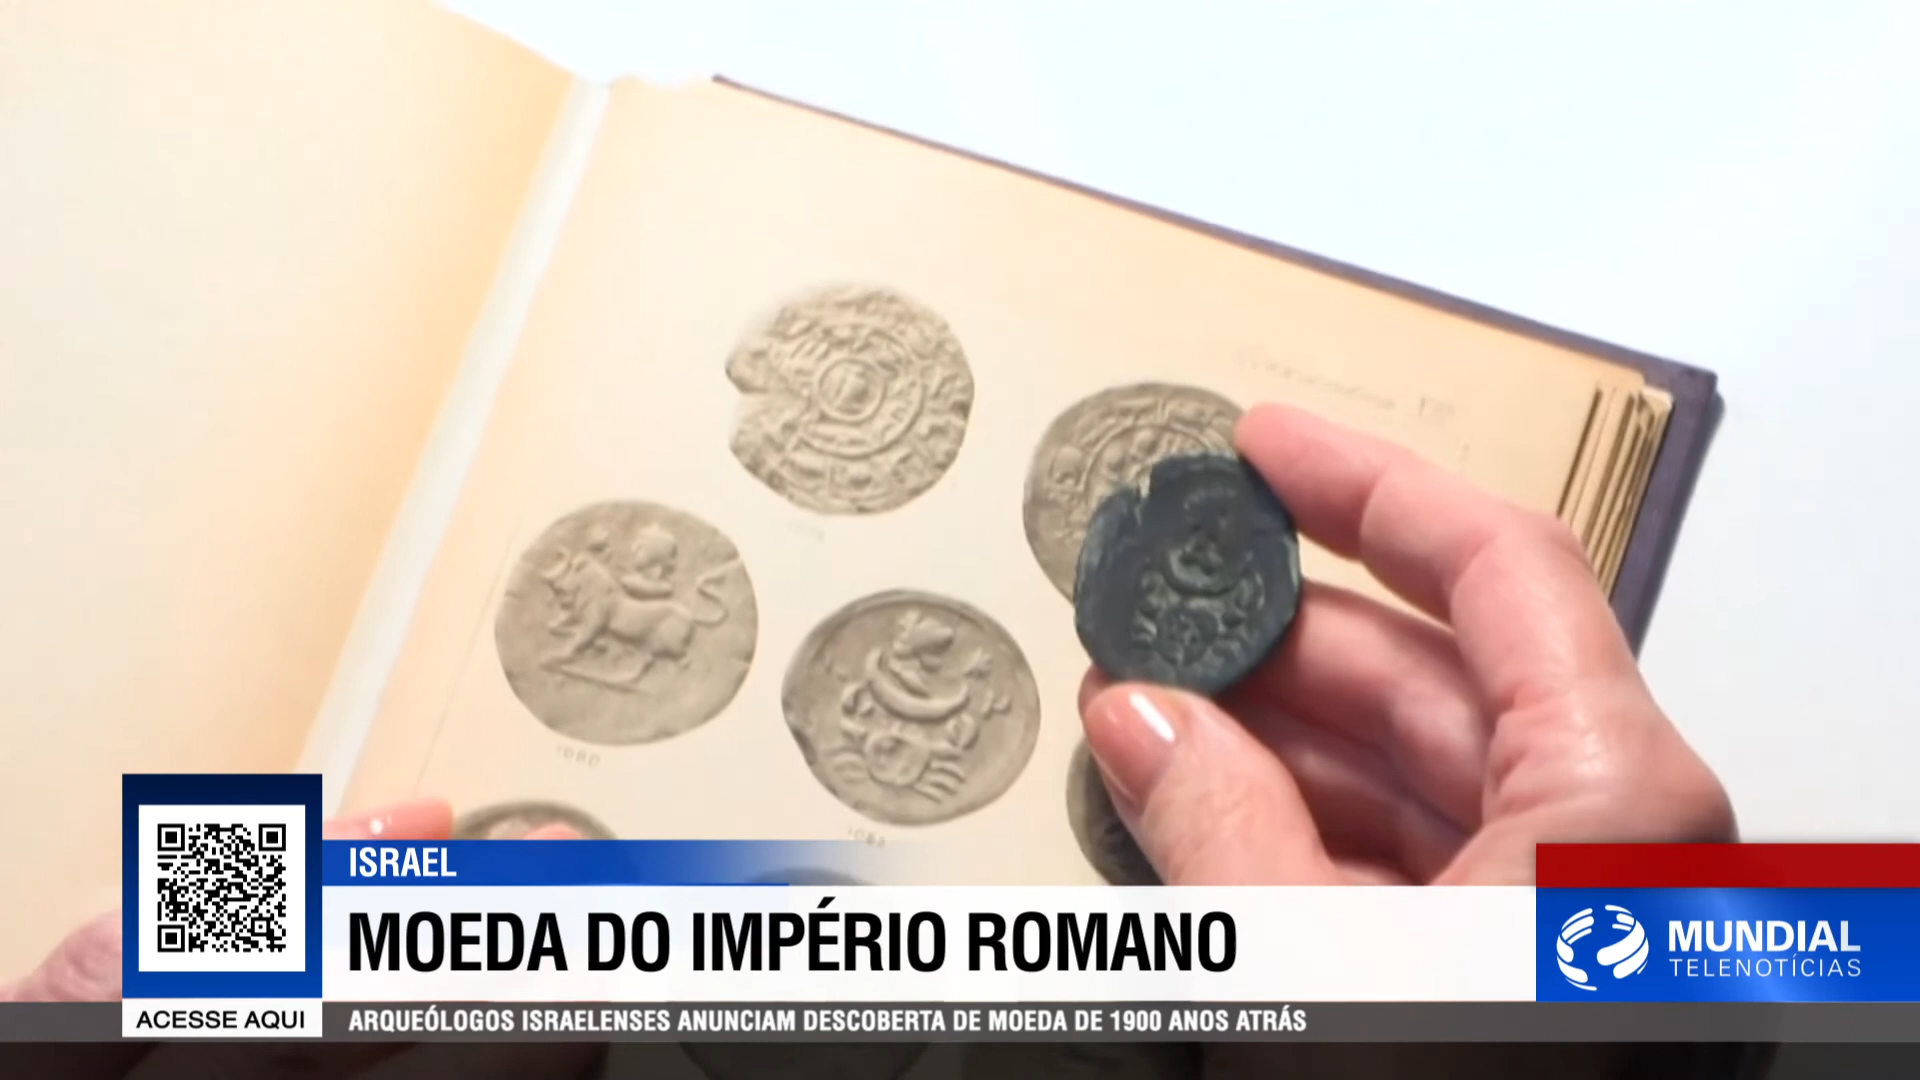 1080
ISRAEL
MOEDA DO IMPÉRIO ROMANO
MUNDIAL
TELENOTÍCIAS
ACESSE AQUI
ARQUEÓLOGOS ISRAELENSES ANUNCIAM DESCOBERTA DE MOEDA DE 1900 ANOS ATRÁS